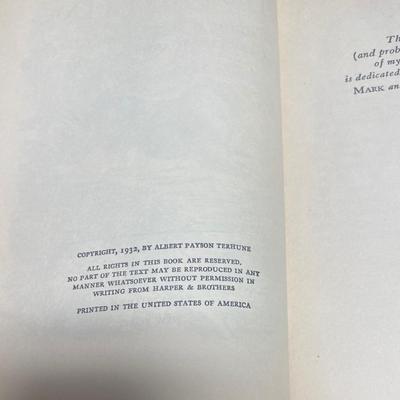 COPYRIGHT, 1932, BY ALBERT PAYSON TERHUNE
ALL RIGHTS IN THIS BOOK ARE RESERVED,
NO PART OF THE TEXT MAY BE REPRODUCED IN ANY
MANNER WHATSOEVER WITHOUT PERMISSION IN
WRITING FROM HARPER & BROTHERS
PRINTED IN THE UNITED STATES OF AMERICA
Th
(and prob
of my
is dedicated
MARK an